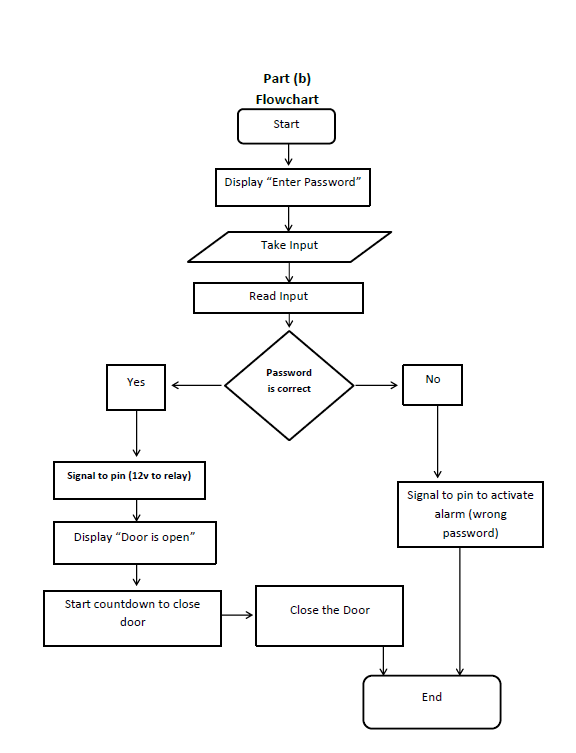 Part (b)
Flowchart
Start
Display “Enter Password”
Take Input
Read Input
Password
is correct
Yes
No
Signal to pin (12v to relay)
Signal to pin to activate
alarm (wrong
password)
Display “Door is open”
Start countdown to close
door
Close the Door
End